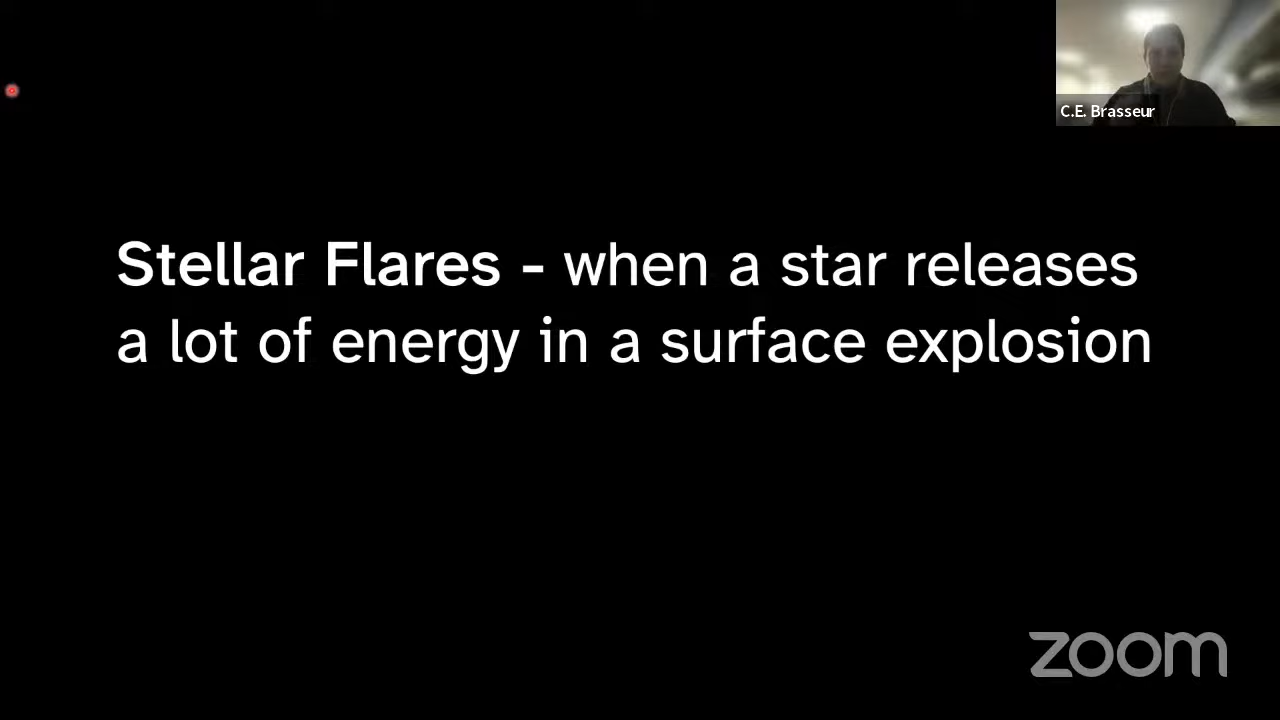 C.E. Brasseur
Stellar Flares - when a star releases
a lot of energy in a surface explosion
zoom